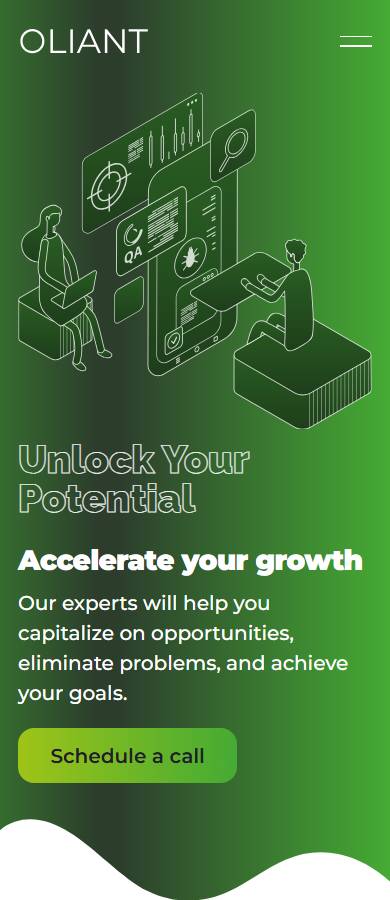 OLIANT
QA
Unlock Your
Potential
Accelerate your growth
Our experts will help you
capitalize on opportunities,
eliminate problems, and achieve
your goals.
Schedule a call